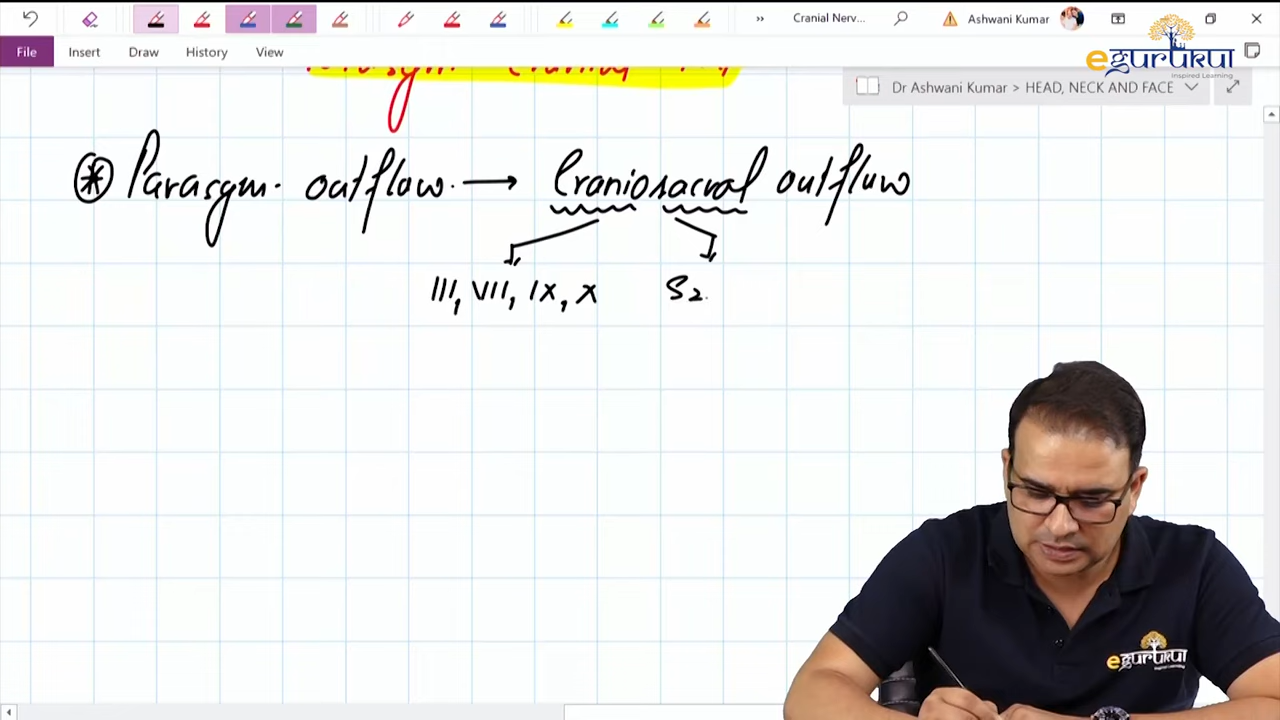 Cranial Nerv...
Ashwani Kumar
egurukul
Inspired Learning
File Insert Draw History View
Dr Ashwani Kumar > HEAD, NECK AND FACE
Parasym. outflow. → Craniosacral outflow
III, VII, IX, X S2
egurukul